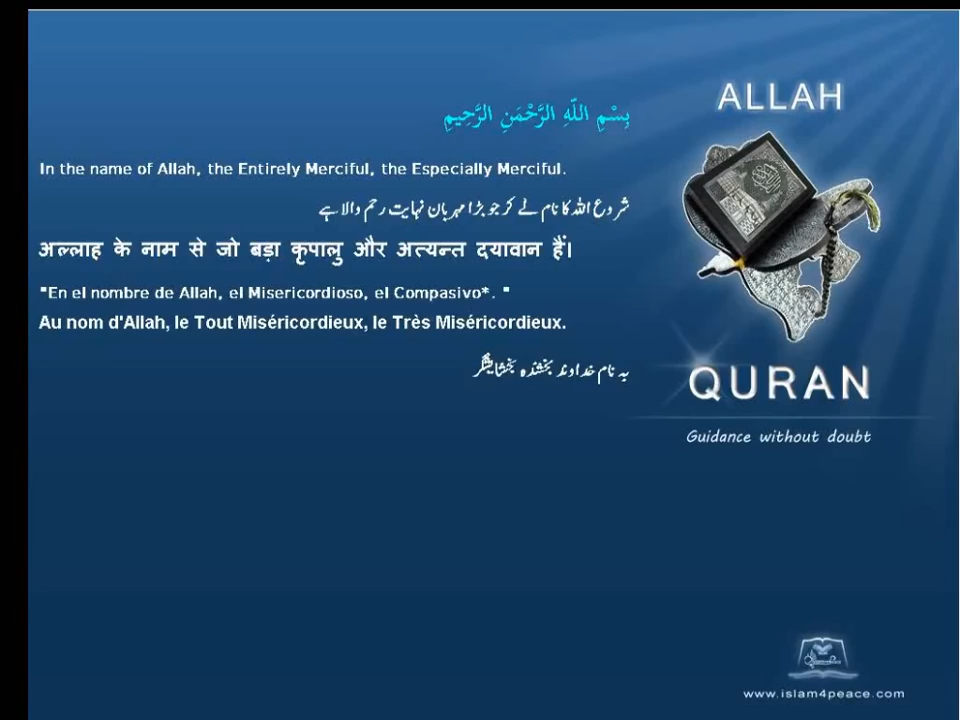 بِسْمِ اللّهِ الرَّحْمَنِ الرَّحِيمِ
In the name of Allah, the Entirely Merciful, the Especially Merciful.
شروع اللہ کا نام لے کر جو بڑا مہربان نہایت رحم والا ہے
अल्लाह के नाम से जो बड़ा कृपालु और अत्यन्त दयावान हैं।
"En el nombre de Allah, el Misericordioso, el Compasivo*. "
Au nom d'Allah, le Tout Miséricordieux, le Très Miséricordieux.
به نام خداوند بخشنده بخشایشگر
ALLAH
QURAN
Guidance without doubt
www.islam4peace.com